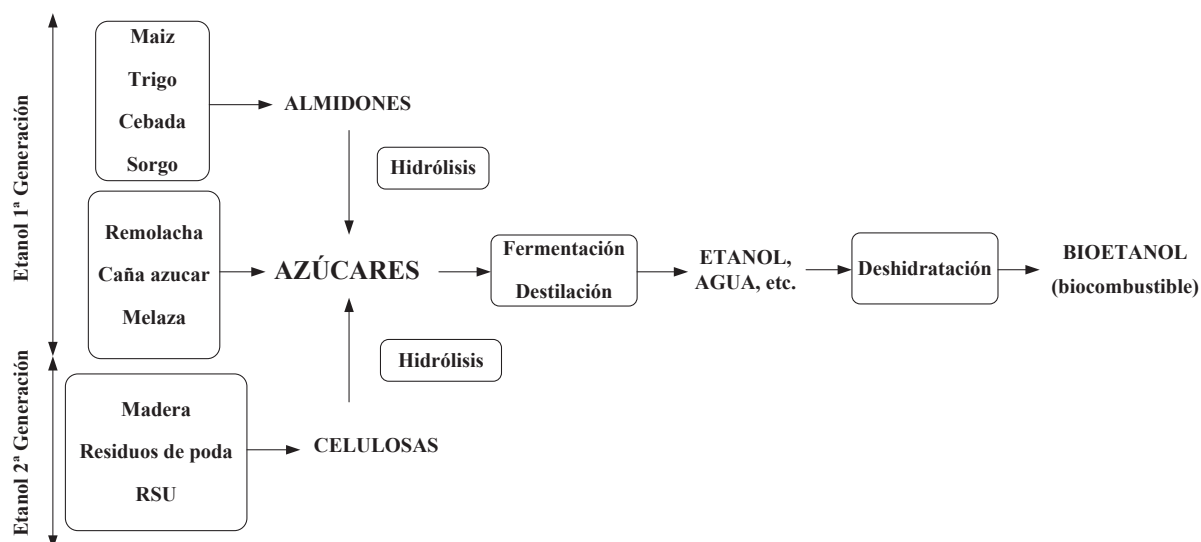 Etanol 1ª Generación
Maiz
Trigo
Cebada
Sorgo
ALMIDONES
Hidrólisis
Remolacha
Caña azucar
Melaza
AZÚCARES
Fermentación
Destilación
ETANOL,
AGUA, etc.
Deshidratación
BIOETANOL
(biocombustible)
Hidrólisis
Etanol 2ª Generación
Madera
Residuos de poda
RSU
CELULOSAS